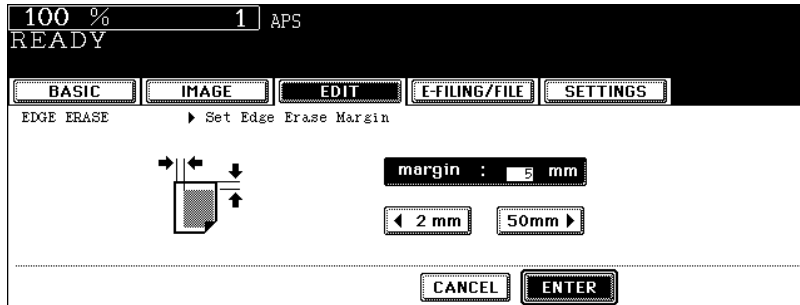 100 % 1 APS
READY
BASIC IMAGE EDIT E-FILING/FILE SETTINGS
EDGE ERASE Set Edge Erase Margin
margin : 5 mm
2 mm 50mm
CANCEL ENTER